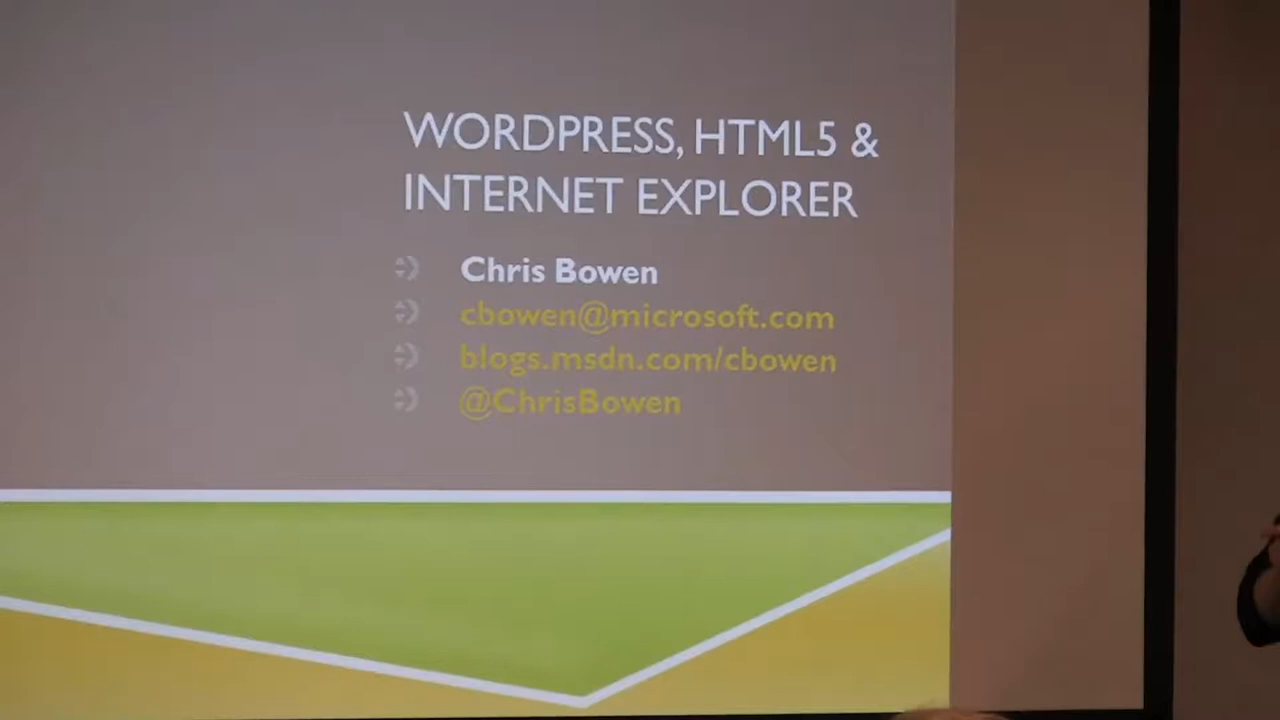 WORDPRESS, HTML5 &
INTERNET EXPLORER
Chris Bowen
cbowen@microsoft.com
blogs.msdn.com/cbowen
@ChrisBowen